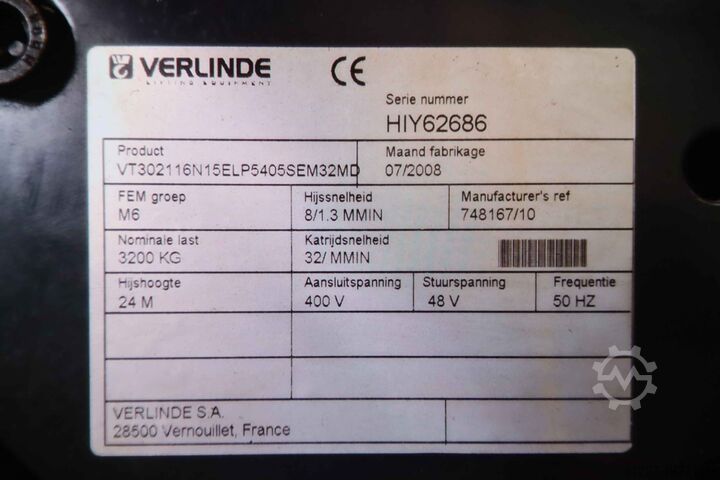 VERLINDE
LIFTING EQUIPMENT
CE
Serie nummer
HIY62686
Product
VT302116N15ELP5405SEM32MD
Maand fabrikage
07/2008
FEM groep
M6
Hijssnelheid
8/1.3 MMIN
Manufacturer's ref
748167/10
Nominale last
3200 KG
Katrijdsnelheid
32/ MMIN
Hijshoogte
24 M
Aansluitspanning
400 V
Stuurspanning
48 V
Frequentie
50 HZ
VERLINDE S.A.
28500 Vernouillet, France